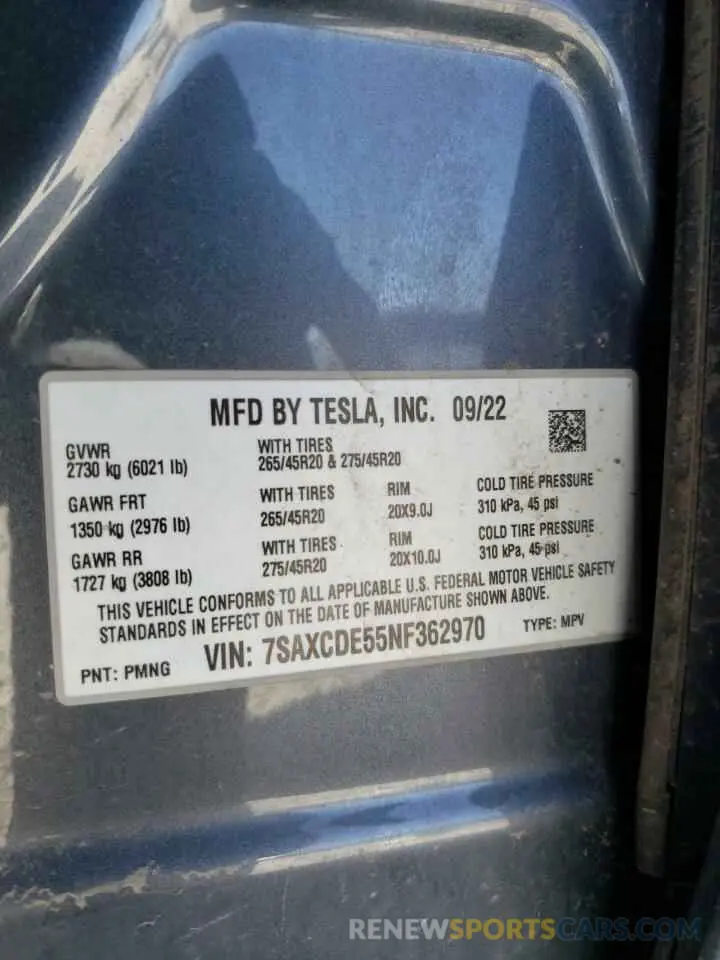 MFD BY TESLA, INC. 09/22
GVWR
2730 kg (6021 lb)
WITH TIRES
265/45R20 & 275/45R20
GAWR FRT
1350 kg (2976 lb)
WITH TIRES
265/45R20
RIM
20X9.0J
COLD TIRE PRESSURE
310 kPa, 45 psi
GAWR RR
1727 kg (3808 lb)
WITH TIRES
275/45R20
RIM
20X10.0J
COLD TIRE PRESSURE
310 kPa, 45 psi
THIS VEHICLE CONFORMS TO ALL APPLICABLE U.S. FEDERAL MOTOR VEHICLE SAFETY
STANDARDS IN EFFECT ON THE DATE OF MANUFACTURE SHOWN ABOVE.
PNT: PMNG VIN: 7SAXCDE55NF362970 TYPE: MPV
RENEWSPORTSCARS.COM